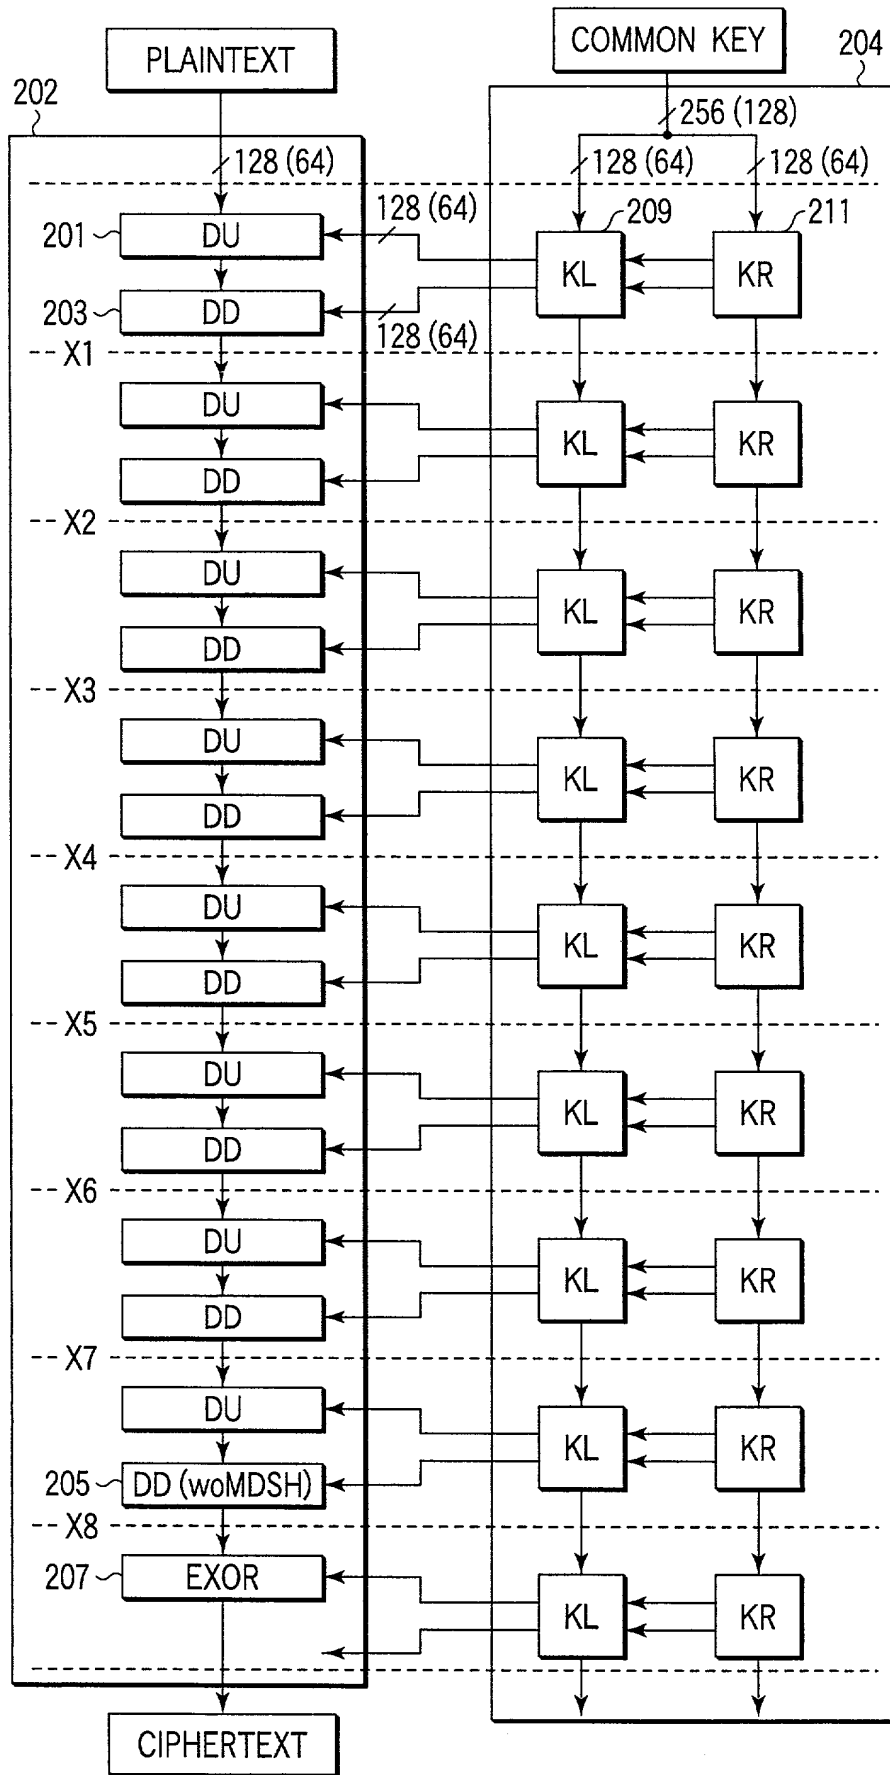 COMMON KEY
PLAINTEXT
204
202
256 (128)
128 (64)
128 (64)
128 (64)
128 (64)
209
211
201
DU
KL
KR
203
DD
128 (64)
X1
DU
KL
KR
DD
X2
DU
KL
KR
DD
X3
DU
KL
KR
DD
X4
DU
KL
KR
DD
X5
DU
KL
KR
DD
X6
DU
KL
KR
DD
X7
DU
KL
KR
205
DD (woMDSH)
X8
207
EXOR
KL
KR
CIPHERTEXT